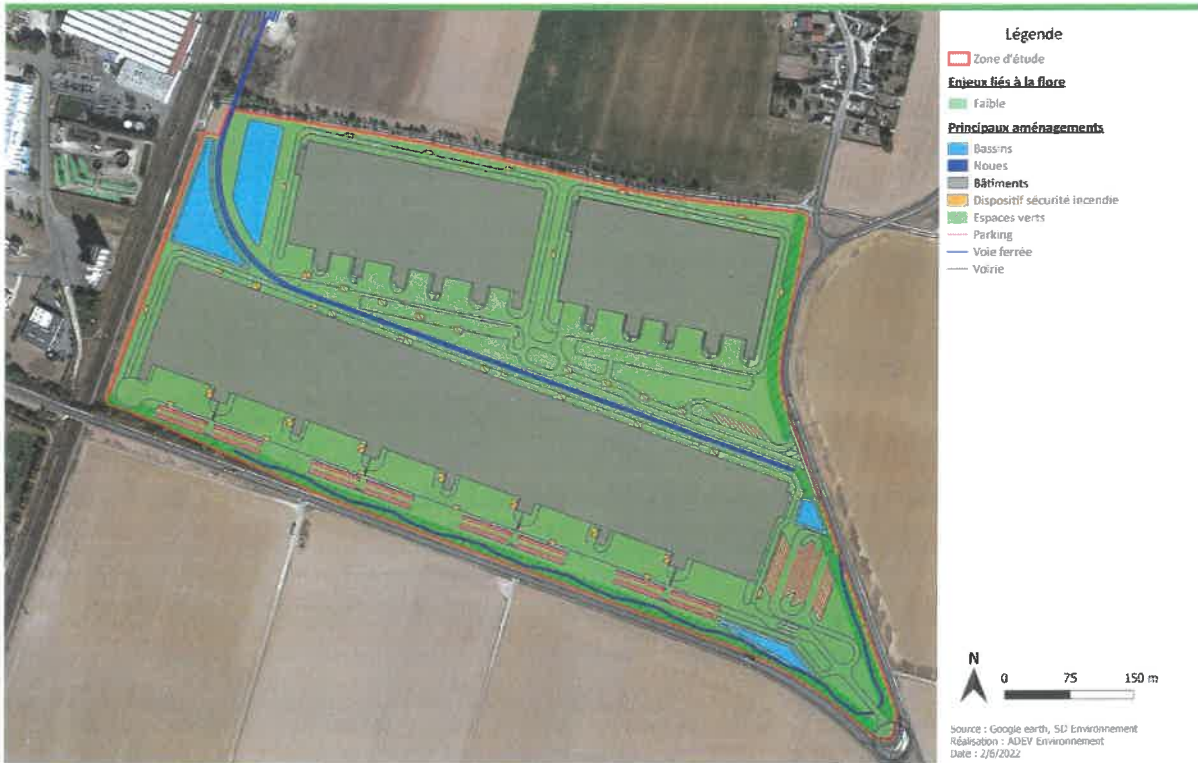 Légende
Zone d'étude
Enjeux liés à la flore
Faible
Principaux aménagements
Bassins
Noues
Bâtiments
Dispositif sécurité incendie
Espaces verts
Parking
Voie ferrée
Voirie
N
0 75 150 m
Source : Google earth, SD Environnement
Réalisation : ADEV Environnement
Date : 2/6/2022